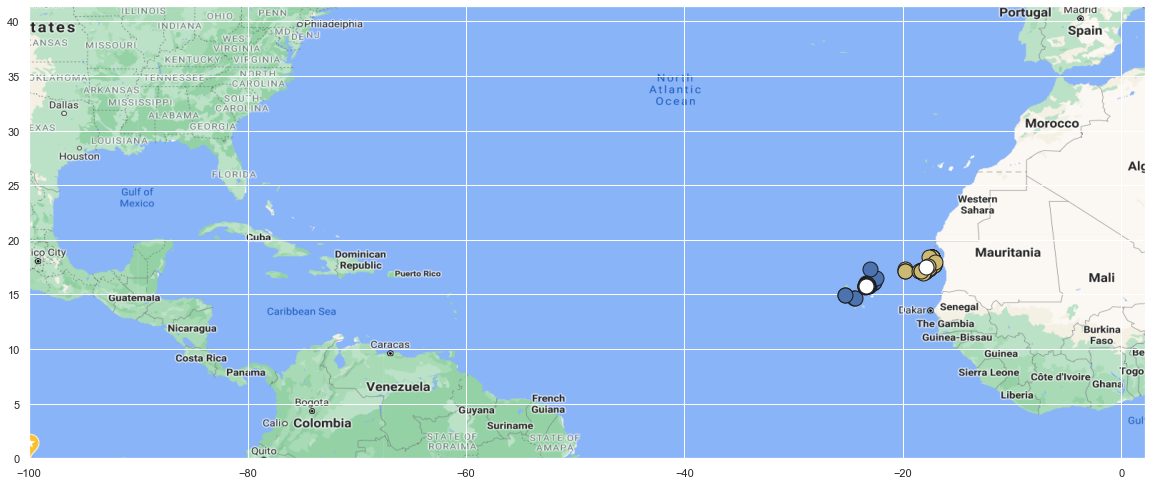 40
35
30
25
20
15
10
5
0
−100
−80
−60
−40
−20
0
tates
ILLINOIS
OHIO
PENN
Philadelphia
INDIANA
MD
DE
NJ
MISSOURI
WEST
VIRGINIA
KENTUCKY
VIRGINIA
OKLAHOMA
TENNESSEE
NORTH
CAROLINA
ARKANSAS
SOUTH
CAROLINA
MISSISSIPPI
Dallas
ALABAMA
GEORGIA
EXAS
LOUISIANA
Houston
FLORIDA
Gulf of
Mexico
ico City
Cuba
Dominican
Republic
Puerto Rico
Guatemala
Caribbean Sea
Nicaragua
Costa Rica
Panama
Caracas
Venezuela
Bogota
Cali
Colombia
Guyana
French
Guiana
Suriname
STATE OF
RORAIMA
STATE OF
AMAPA
Quito
North
Atlantic
Ocean
Portugal
Madrid
Spain
Morocco
Alg
Western
Sahara
Mauritania
Mali
Dakar
Senegal
The Gambia
Guinea-Bissau
Burkina
Faso
Guinea
Be
Sierra Leone
Côte d'Ivoire
Togo
Ghana
Liberia
Gul